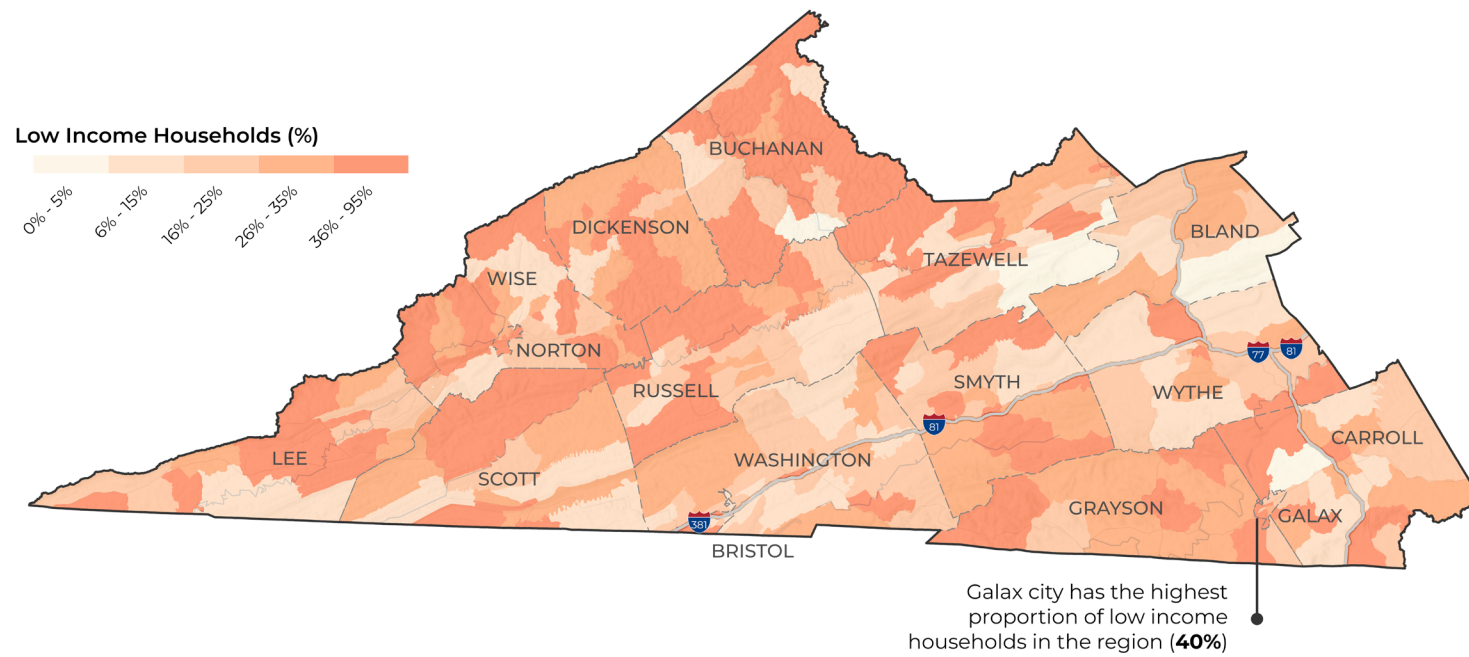 Low Income Households (%)
0% - 5%
6% - 15%
16% - 25%
26% - 35%
36% - 95%
BUCHANAN
DICKENSON
BLAND
TAZEWELL
WISE
NORTON
77
81
RUSSELL
SMYTH
WYTHE
81
CARROLL
LEE
WASHINGTON
SCOTT
GRAYSON
GALAX
381
BRISTOL
Galax city has the highest
proportion of low income
households in the region (40%)